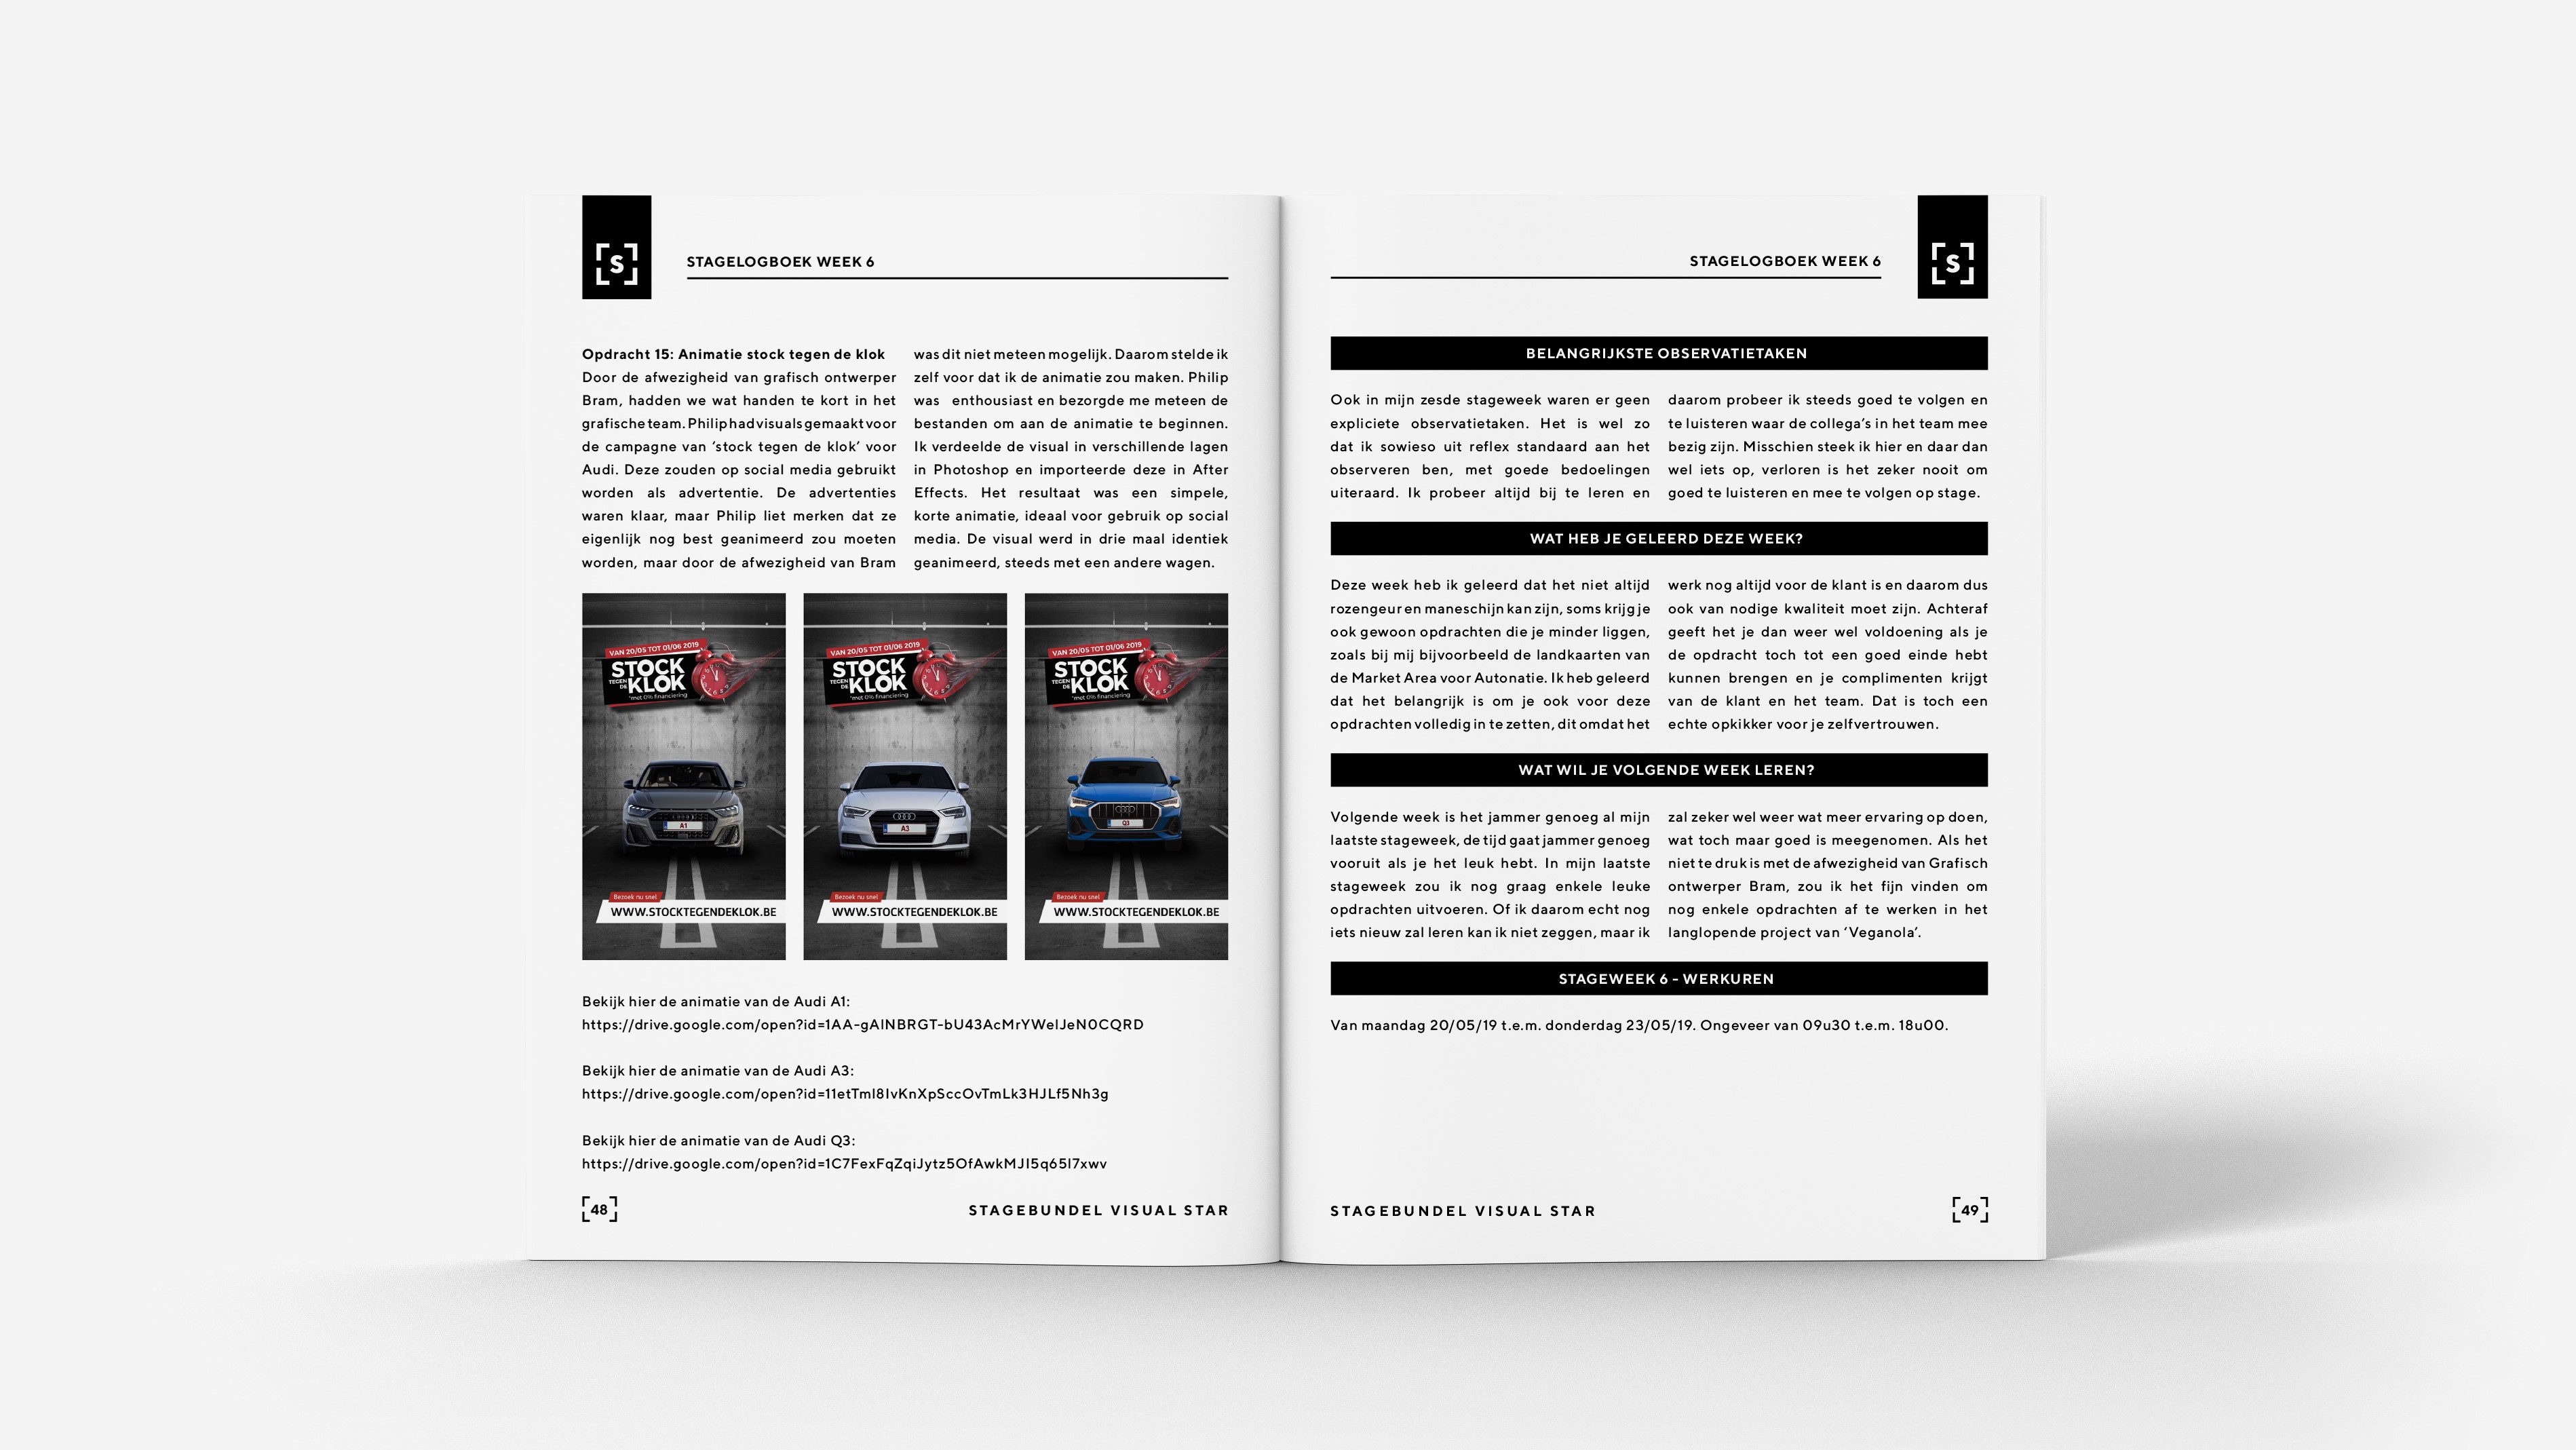 S
STAGELOGBOEK WEEK 6
Opdracht 15: Animatie stock tegen de klok
Door de afwezigheid van grafisch ontwerper
Bram, hadden we wat handen te kort in het
grafische team. Philip had visuals gemaakt voor
de campagne van ‘stock tegen de klok’ voor
Audi. Deze zouden op social media gebruikt
worden als advertentie. De advertenties
waren klaar, maar Philip liet merken dat ze
eigenlijk nog best geanimeerd zou moeten
worden, maar door de afwezigheid van Bram
was dit niet meteen mogelijk. Daarom stelde ik
zelf voor dat ik de animatie zou maken. Philip
was enthousiast en bezorgde me meteen de
bestanden om aan de animatie te beginnen.
Ik verdeelde de visual in verschillende lagen
in Photoshop en importeerde deze in After
Effects. Het resultaat was een simpele,
korte animatie, ideaal voor gebruik op social
media. De visual werd in drie maal identiek
geanimeerd, steeds met een andere wagen.
VAN 20/05 TOT 01/06 2019
STOCK
TEGEN DE KLOK
*met 0% financiering
A1
Bezoek nu snel
WWW.STOCKTEGENDEKLOK.BE
VAN 20/05 TOT 01/06 2019
STOCK
TEGEN DE KLOK
*met 0% financiering
A3
Bezoek nu snel
WWW.STOCKTEGENDEKLOK.BE
VAN 20/05 TOT 01/06 2019
STOCK
TEGEN DE KLOK
*met 0% financiering
Q3
Bezoek nu snel
WWW.STOCKTEGENDEKLOK.BE
Bekijk hier de animatie van de Audi A1:
https://drive.google.com/open?id=1AA-gAINBRGT-bU43AcMrYWelJeN0CQRD
Bekijk hier de animatie van de Audi A3:
https://drive.google.com/open?id=11etTml8IvKnXpSccOvTmLk3HJLf5Nh3g
Bekijk hier de animatie van de Audi Q3:
https://drive.google.com/open?id=1C7FexFqZqiJytz5OfAwkMJI5q65I7xwv
48
STAGEBUNDEL VISUAL STAR
STAGELOGBOEK WEEK 6
S
BELANGRIJKSTE OBSERVATIETAKEN
Ook in mijn zesde stageweek waren er geen
expliciete observatietaken. Het is wel zo
dat ik sowieso uit reflex standaard aan het
observeren ben, met goede bedoelingen
uiteraard. Ik probeer altijd bij te leren en
daarom probeer ik steeds goed te volgen en
te luisteren waar de collega’s in het team mee
bezig zijn. Misschien steek ik hier en daar dan
wel iets op, verloren is het zeker nooit om
goed te luisteren en mee te volgen op stage.
WAT HEB JE GELEERD DEZE WEEK?
Deze week heb ik geleerd dat het niet altijd
rozengeur en maneschijn kan zijn, soms krijg je
ook gewoon opdrachten die je minder liggen,
zoals bij mij bijvoorbeeld de landkaarten van
de Market Area voor Autonatie. Ik heb geleerd
dat het belangrijk is om je ook voor deze
opdrachten volledig in te zetten, dit omdat het
werk nog altijd voor de klant is en daarom dus
ook van nodige kwaliteit moet zijn. Achteraf
geeft het je dan weer wel voldoening als je
de opdracht toch tot een goed einde hebt
kunnen brengen en je complimenten krijgt
van de klant en het team. Dat is toch een
echte opkikker voor je zelfvertrouwen.
WAT WIL JE VOLGENDE WEEK LEREN?
Volgende week is het jammer genoeg al mijn
laatste stageweek, de tijd gaat jammer genoeg
vooruit als je het leuk hebt. In mijn laatste
stageweek zou ik nog graag enkele leuke
opdrachten uitvoeren. Of ik daarom echt nog
iets nieuw zal leren kan ik niet zeggen, maar ik
zal zeker wel weer wat meer ervaring op doen,
wat toch maar goed is meegenomen. Als het
niet te druk is met de afwezigheid van Grafisch
ontwerper Bram, zou ik het fijn vinden om
nog enkele opdrachten af te werken in het
langlopende project van ‘Veganola’.
STAGEWEEK 6 - WERKUREN
Van maandag 20/05/19 t.e.m. donderdag 23/05/19. Ongeveer van 09u30 t.e.m. 18u00.
STAGEBUNDEL VISUAL STAR
49